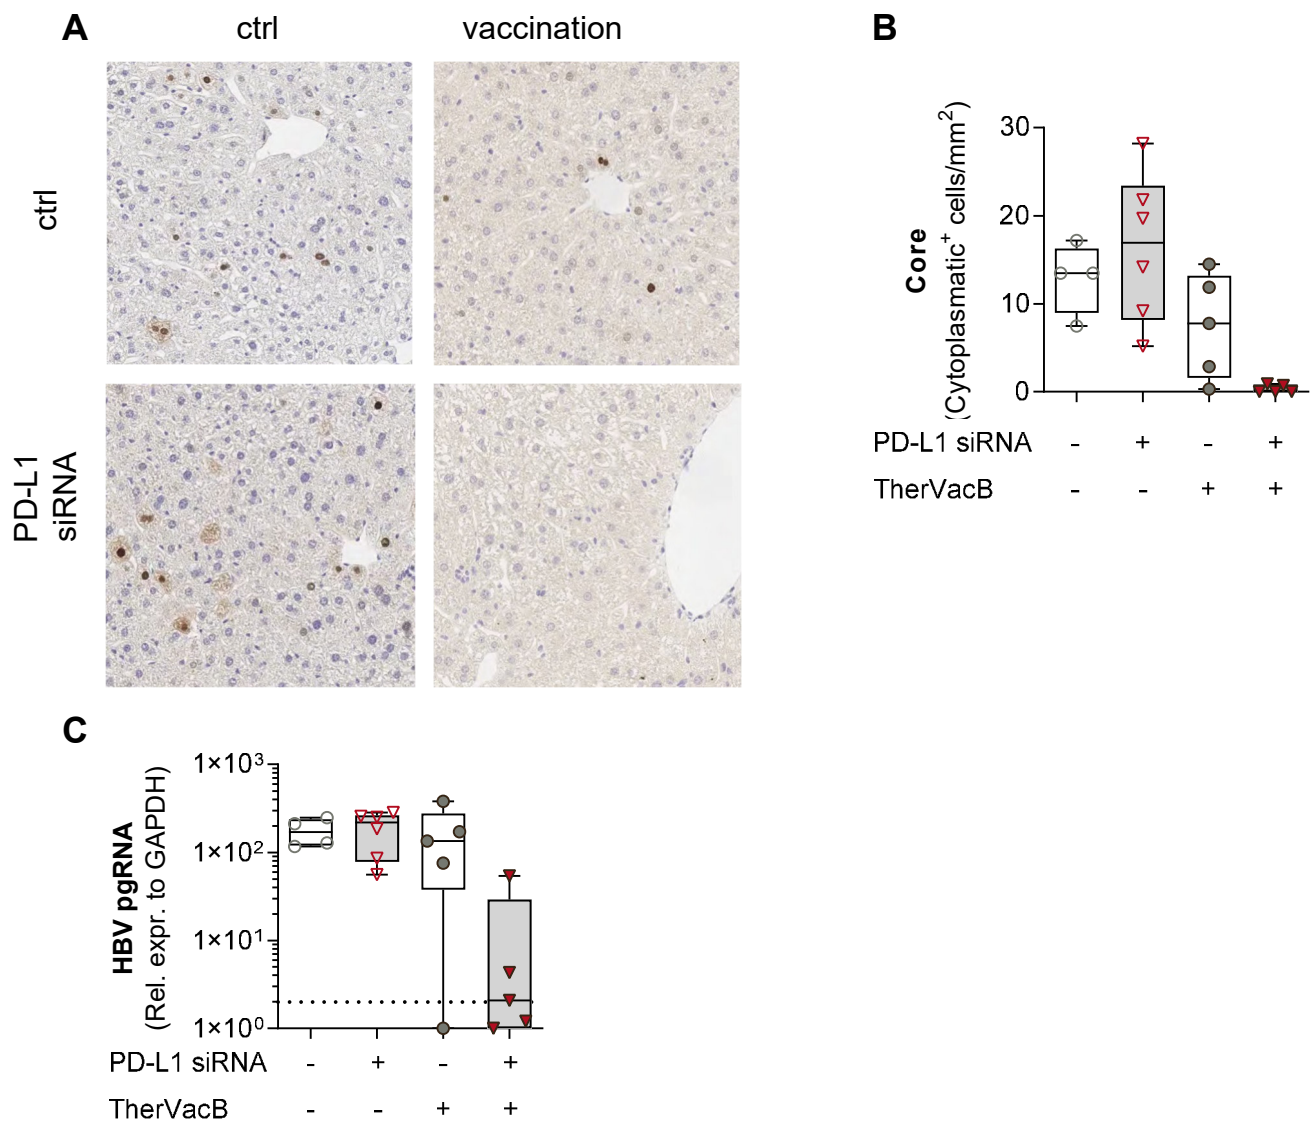 A
ctrl
vaccination
ctrl
PD-L1
siRNA
B
Core
(Cytoplasmatic⁺ cells/mm²)
30
20
10
0
PD-L1 siRNA - + - +
TherVacB - - + +
C
HBV pgRNA
(Rel. expr. to GAPDH)
1×10³
1×10²
1×10¹
1×10⁰
PD-L1 siRNA - + - +
TherVacB - - + +